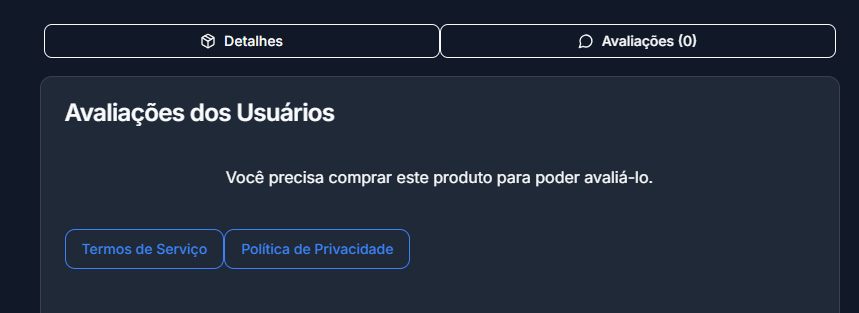 Detalhes
Avaliações (0)
Avaliações dos Usuários
Você precisa comprar este produto para poder avaliá-lo.
Termos de Serviço
Política de Privacidade